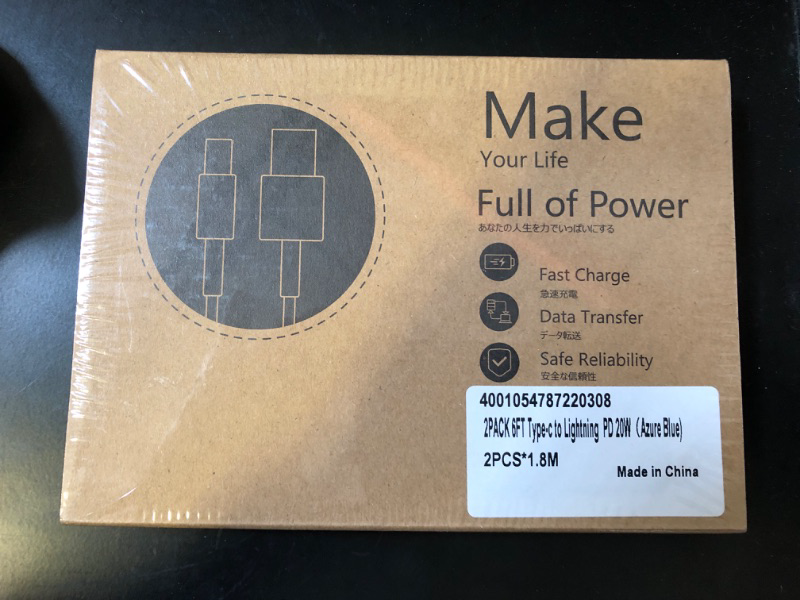 Make
Your Life
Full of Power
あなたの人生を力でいっぱいにする
Fast Charge
急速充電
Data Transfer
データ転送
Safe Reliability
安全な信頼性
4001054787220308
2PACK 6FT Type-c to Lightning PD 20W (Azure Blue)
2PCS*1.8M
Made in China